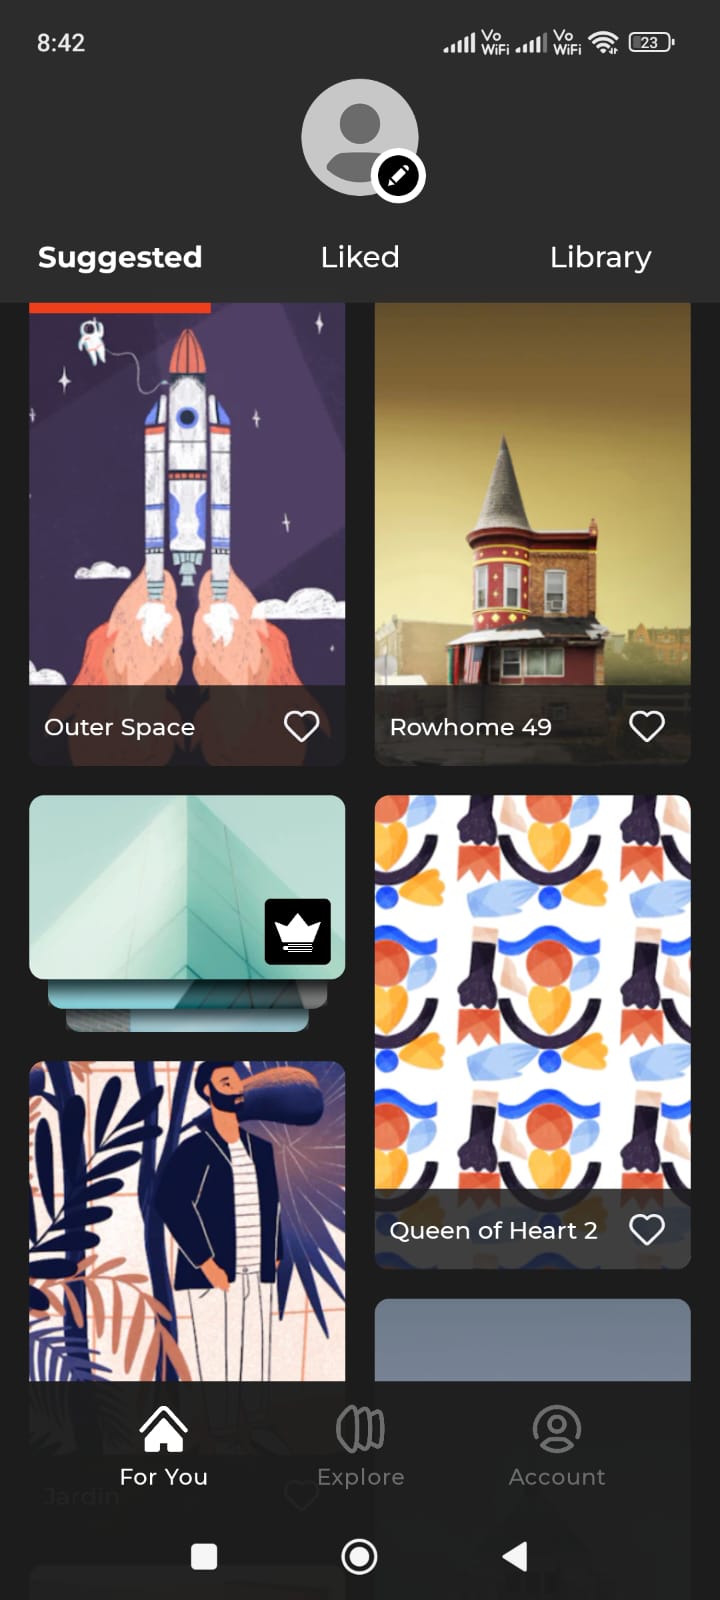 8:42
Vo
WiFi
Vo
WiFi
23
Suggested
Liked
Library
Outer Space
Rowhome 49
Queen of Heart 2
Jardin
For You
Explore
Account